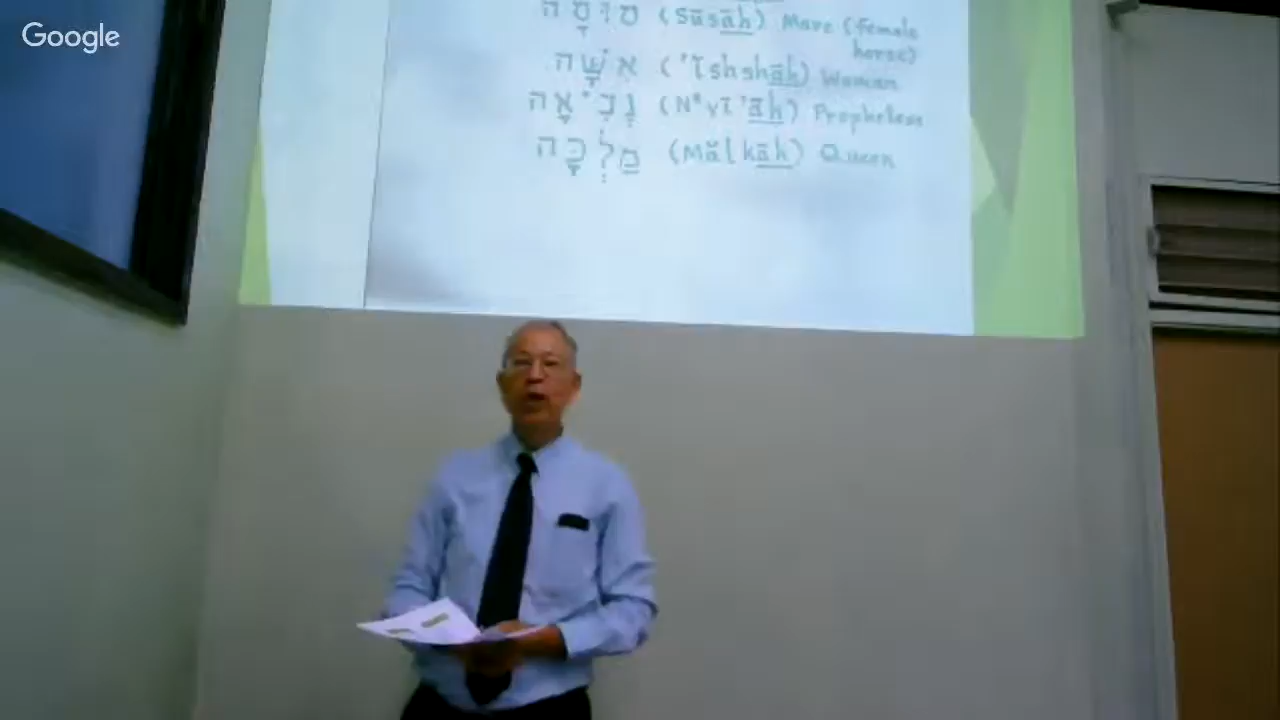 Google
סוּסָה (Sūsāh) Mare (female
horse)
אִשָּׁה (’Ishshāh) Woman
נְבִיאָה (Nᵉvī’āh) Prophetess
מַלְכָּה (Mălkāh) Queen